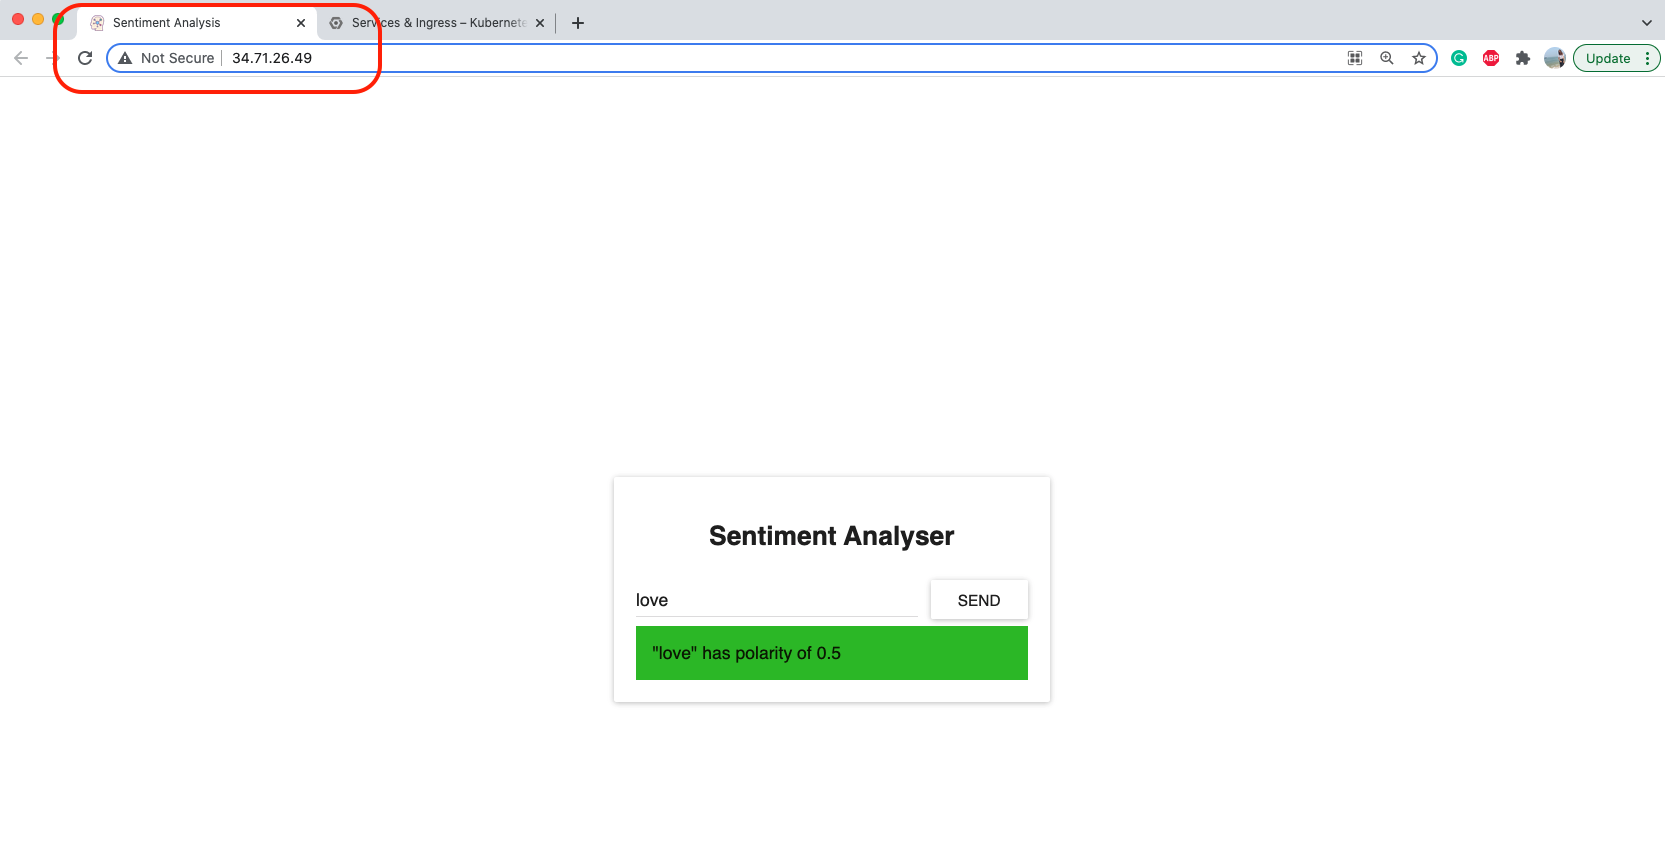 Sentiment Analysis
Services & Ingress – Kubernete
Not Secure
34.71.26.49
ABP
Update
Sentiment Analyser
love
SEND
"love" has polarity of 0.5